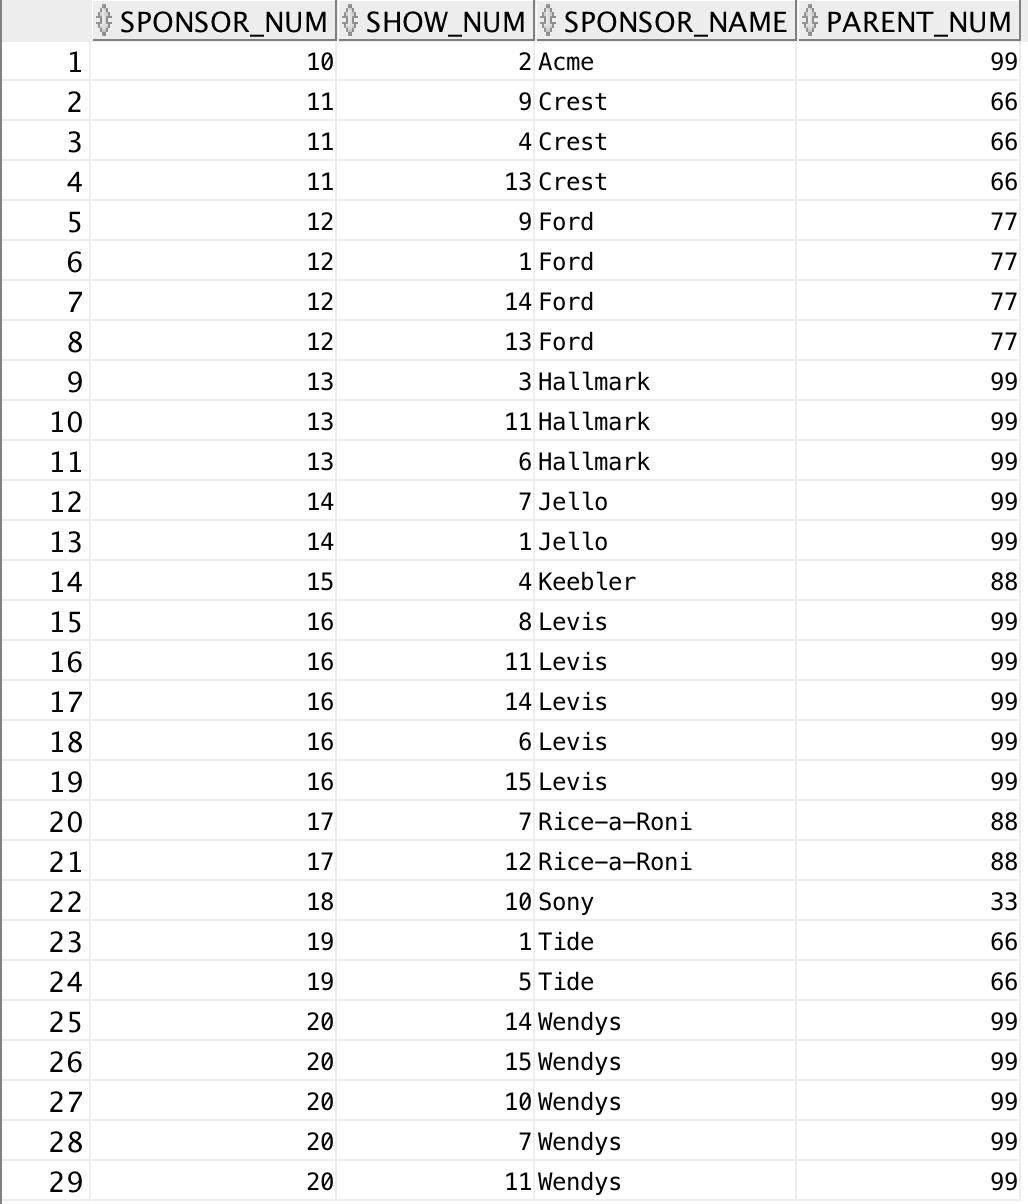 SPONSOR_NUM SHOW_NUM SPONSOR_NAME PARENT_NUM
1 10 2 Acme 99
2 11 9 Crest 66
3 11 4 Crest 66
4 11 13 Crest 66
5 12 9 Ford 77
6 12 1 Ford 77
7 12 14 Ford 77
8 12 13 Ford 77
9 13 3 Hallmark 99
10 13 11 Hallmark 99
11 13 6 Hallmark 99
12 14 7 Jello 99
13 14 1 Jello 99
14 15 4 Keebler 88
15 16 8 Levis 99
16 16 11 Levis 99
17 16 14 Levis 99
18 16 6 Levis 99
19 16 15 Levis 99
20 17 7 Rice-a-Roni 88
21 17 12 Rice-a-Roni 88
22 18 10 Sony 33
23 19 1 Tide 66
24 19 5 Tide 66
25 20 14 Wendys 99
26 20 15 Wendys 99
27 20 10 Wendys 99
28 20 7 Wendys 99
29 20 11 Wendys 99